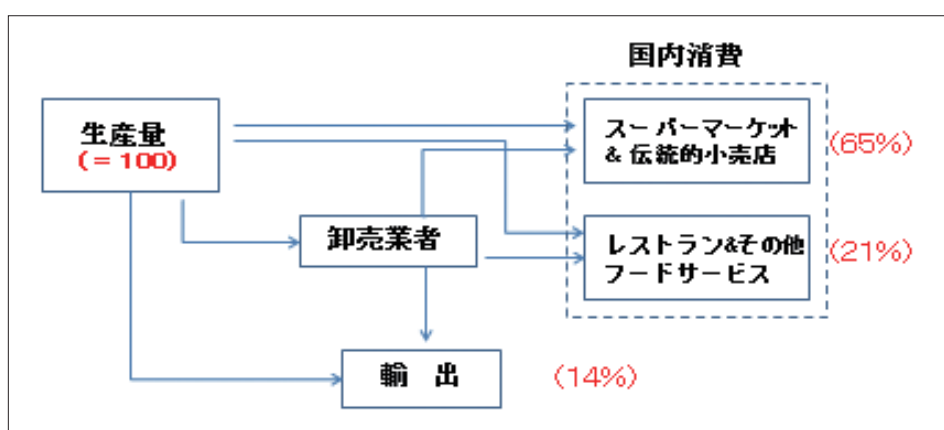 国内消費
生産量
(＝100)
スーパーマーケット
&伝統的小売店
(65%)
卸売業者
レストラン&その他
フードサービス
(21%)
輸　出
(14%)